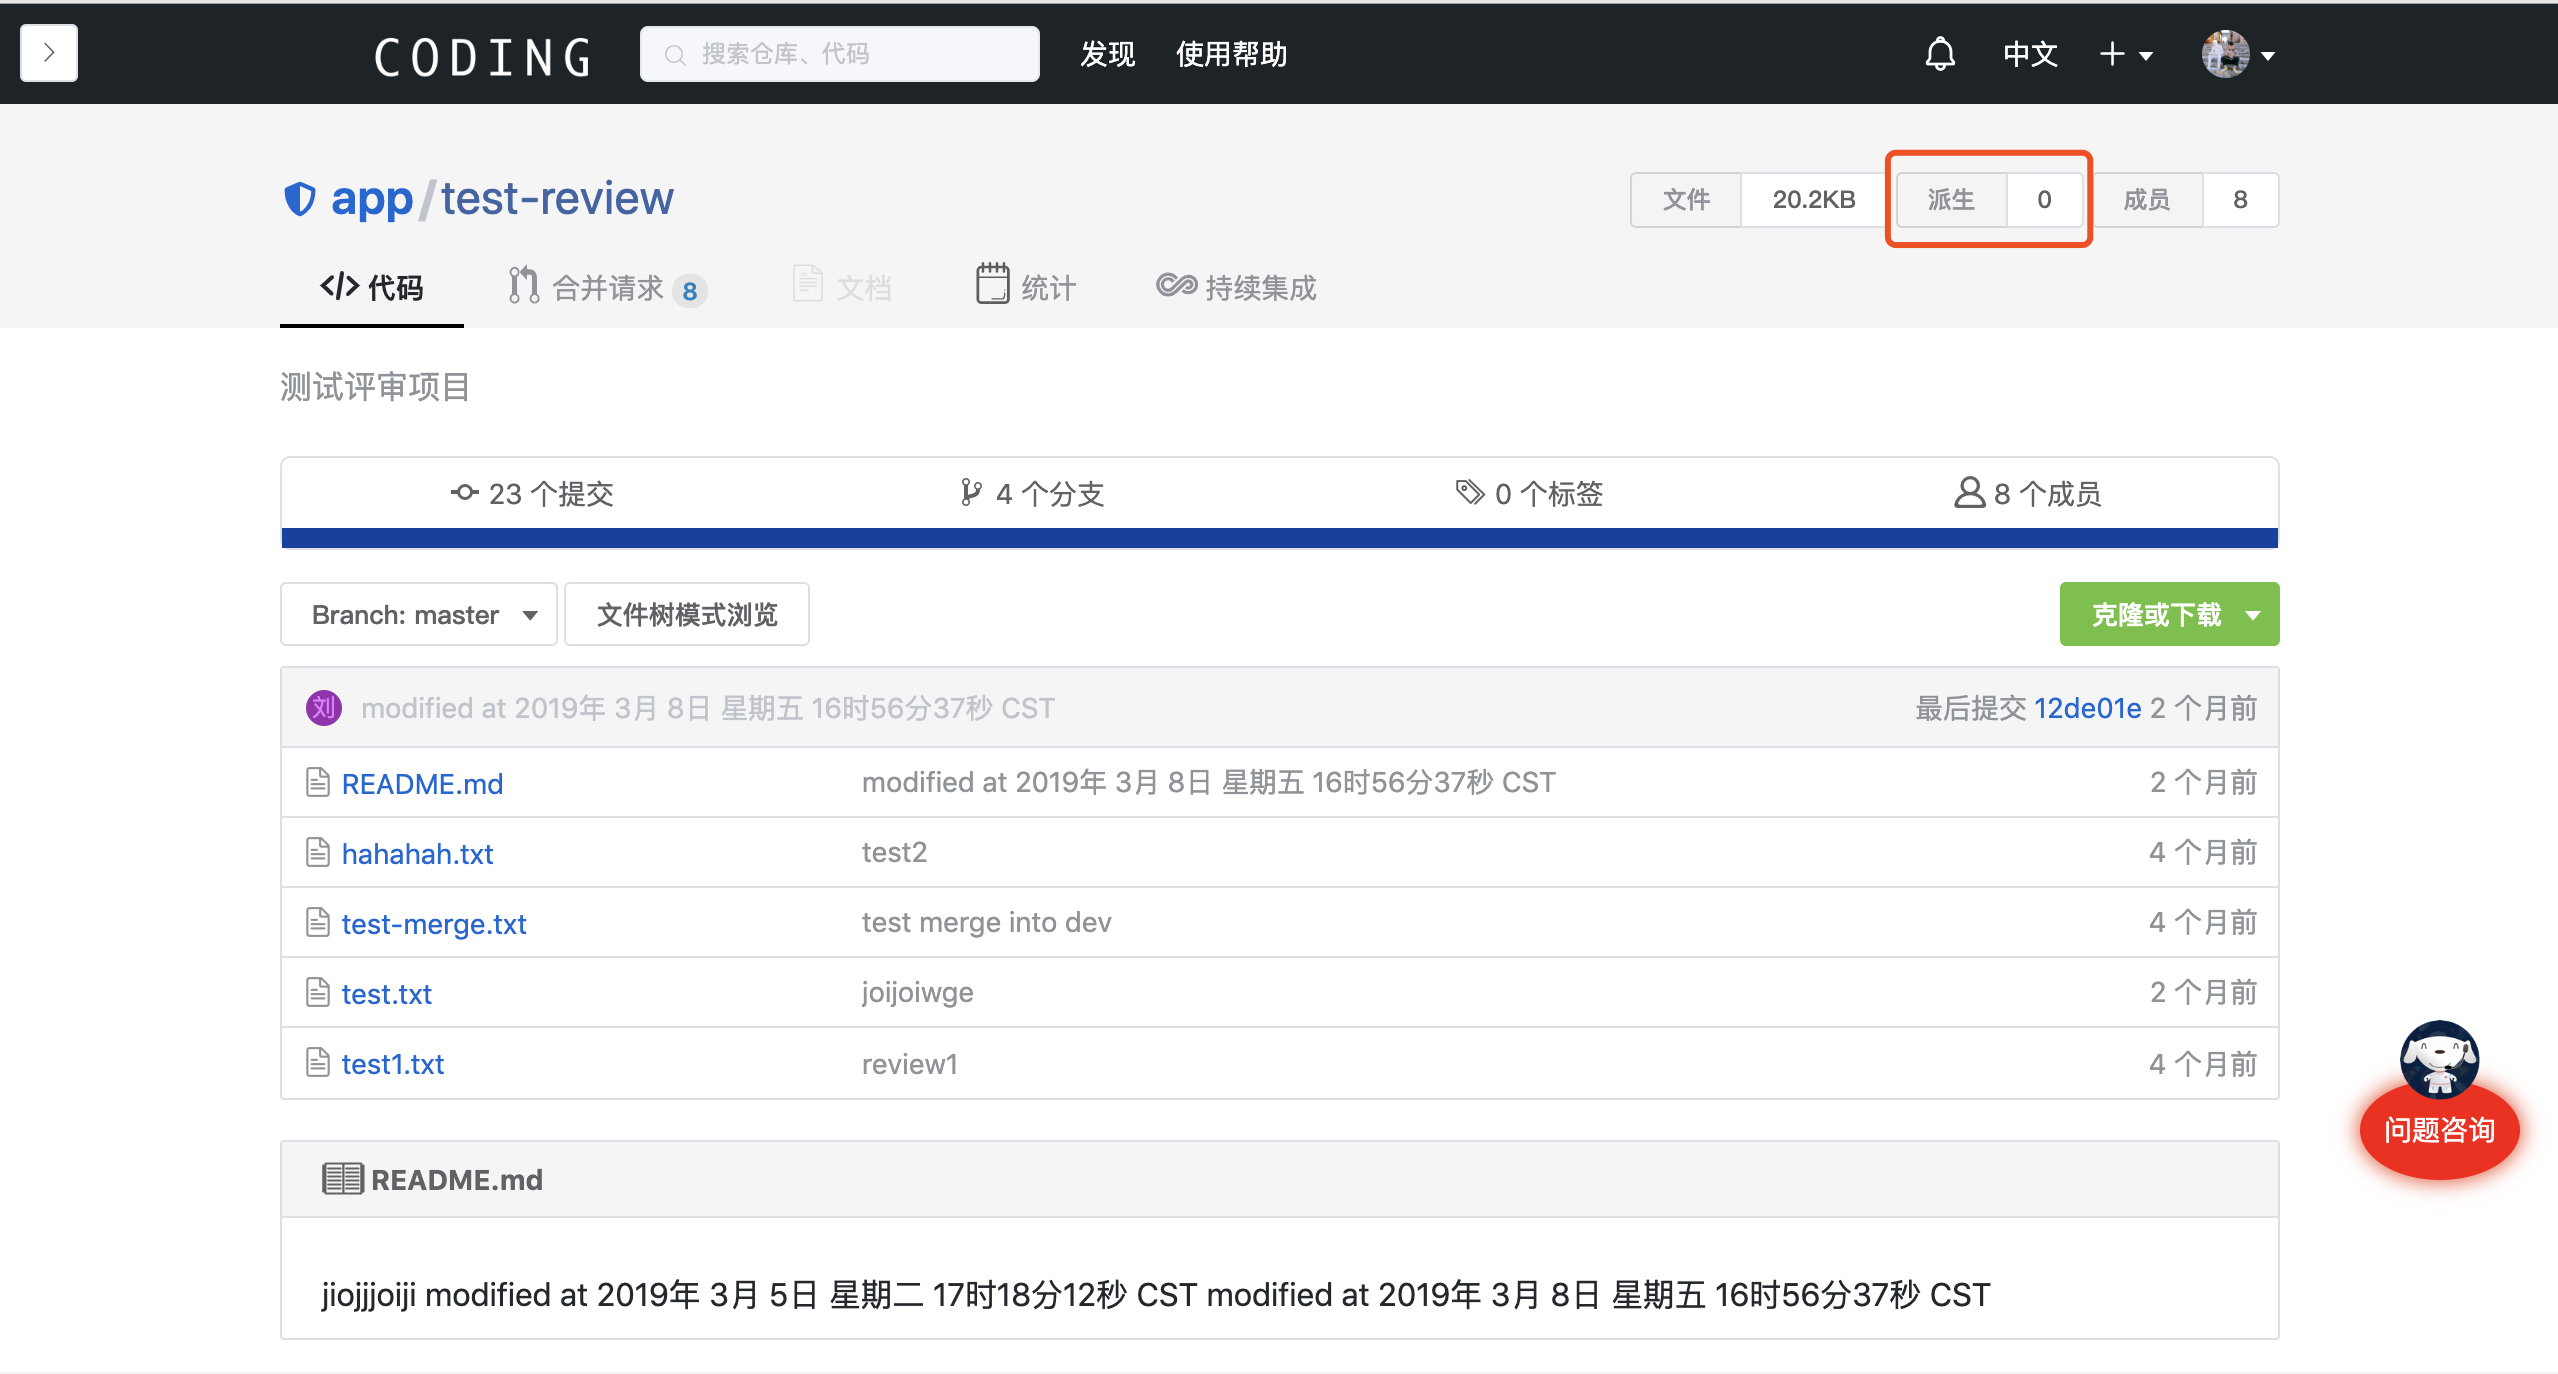 CODING 搜索仓库、代码 发现 使用帮助 中文
app/test-review 文件 20.2KB 派生 0 成员 8
代码 合并请求 8 文档 统计 持续集成
测试评审项目
23 个提交 4 个分支 0 个标签 8 个成员
Branch: master 文件树模式浏览 克隆或下载
刘 modified at 2019年 3月 8日 星期五 16时56分37秒 CST 最后提交 12de01e 2 个月前
README.md modified at 2019年 3月 8日 星期五 16时56分37秒 CST 2 个月前
hahahah.txt test2 4 个月前
test-merge.txt test merge into dev 4 个月前
test.txt joijoiwge 2 个月前
test1.txt review1 4 个月前
问题咨询
README.md
jiojjjoiji modified at 2019年 3月 5日 星期二 17时18分12秒 CST modified at 2019年 3月 8日 星期五 16时56分37秒 CST